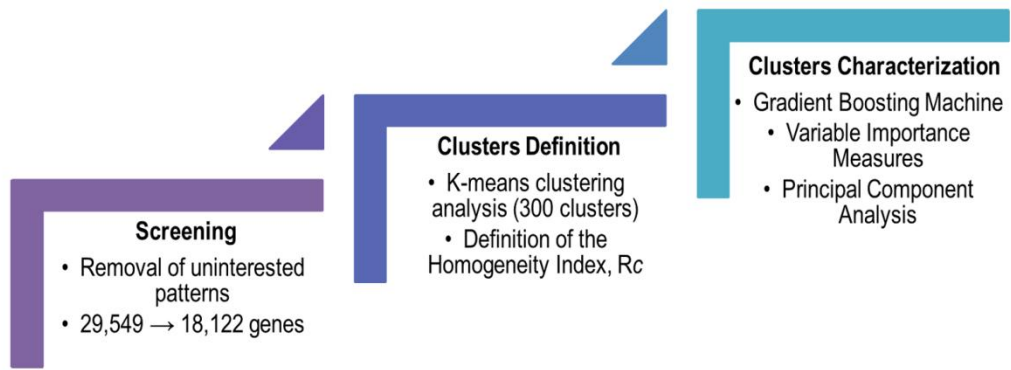 Screening
• Removal of uninterested
patterns
• 29,549 → 18,122 genes
Clusters Definition
• K-means clustering
analysis (300 clusters)
• Definition of the
Homogeneity Index, Rc
Clusters Characterization
• Gradient Boosting Machine
• Variable Importance
Measures
• Principal Component
Analysis